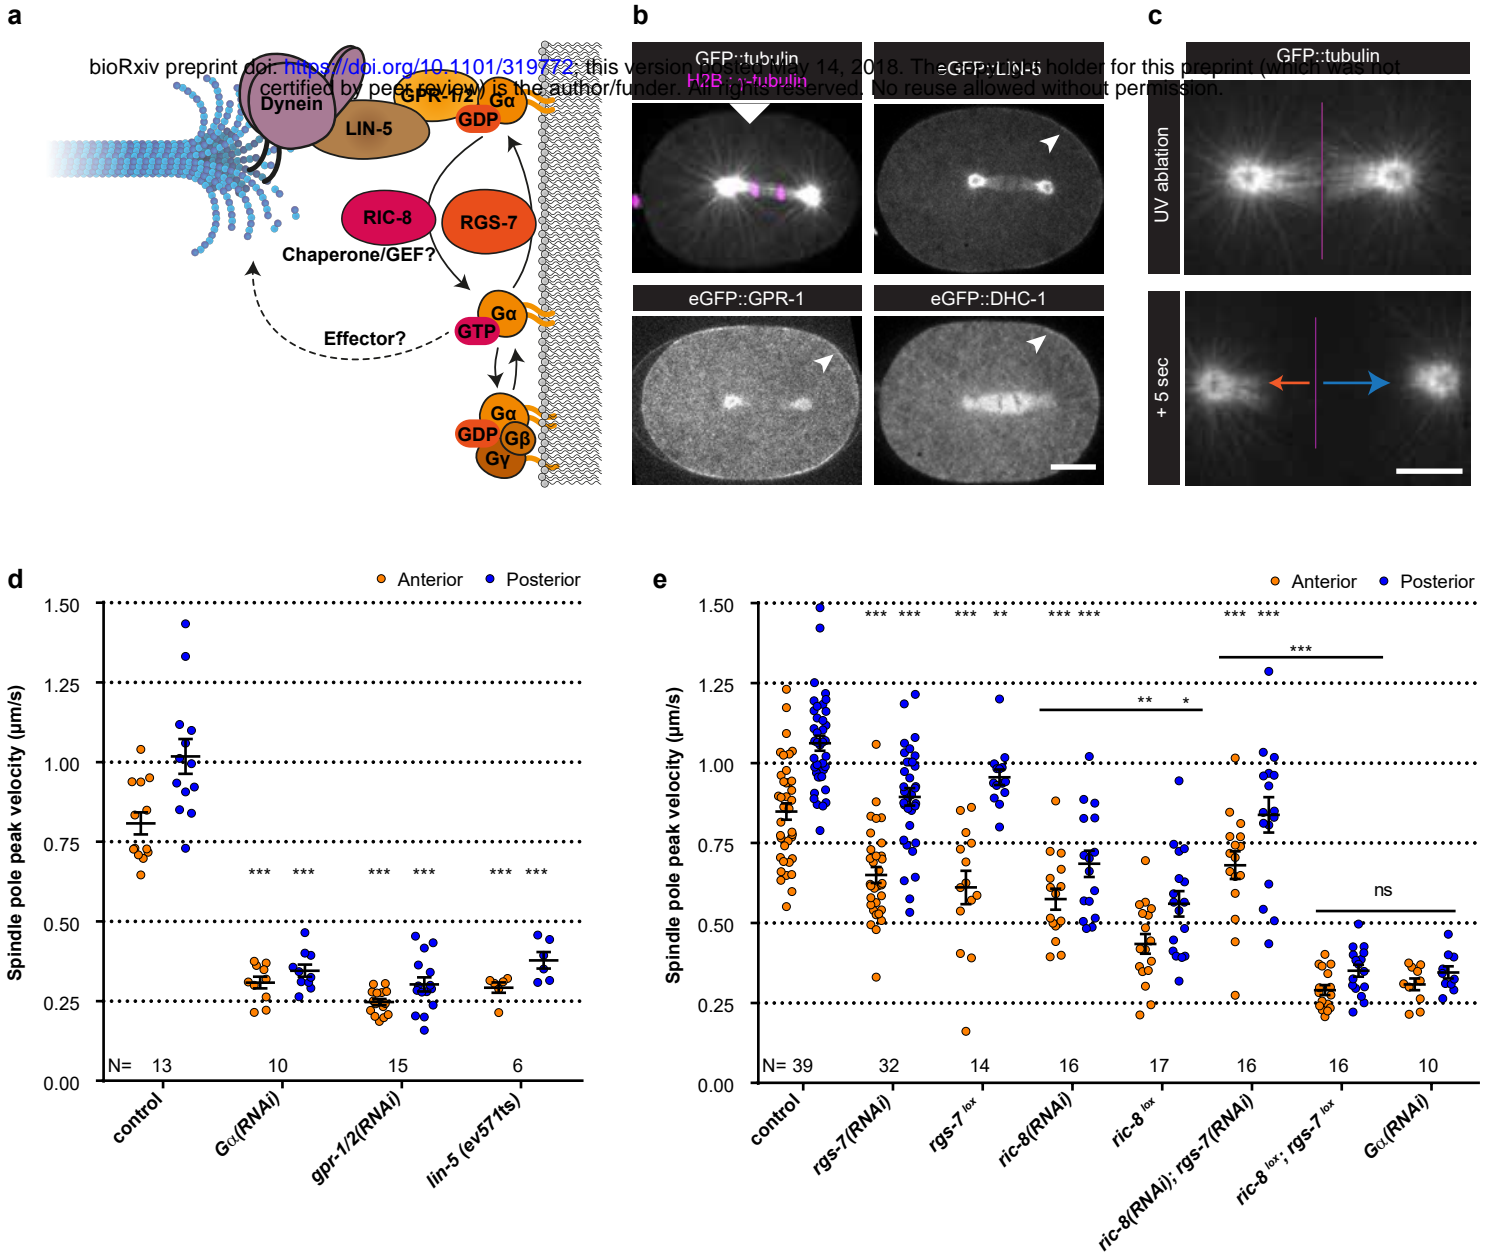 a
b
c
bioRxiv preprint doi: https://doi.org/10.1101/319772; this version posted May 14, 2018. The copyright holder for this preprint (which was not
certified by peer review) is the author/funder. All rights reserved. No reuse allowed without permission.
Dynein
LIN-5
GPR-1/2
Gα
GDP
RIC-8
RGS-7
Chaperone/GEF?
Gα
GTP
Effector?
Gα
GDP
Gβ
Gγ
GFP::tubulin
H2B::γ-tubulin
eGFP::LIN-5
eGFP::GPR-1
eGFP::DHC-1
GFP::tubulin
UV ablation
+ 5 sec
d
Anterior
Posterior
Spindle pole peak velocity (µm/s)
1.50
1.25
1.00
0.75
0.50
0.25
0.00
*** ***
*** ***
*** ***
N= 13 10 15 6
control
Gα(RNAi)
gpr-1/2(RNAi)
lin-5 (ev571ts)
e
Anterior
Posterior
Spindle pole peak velocity (µm/s)
1.50
1.25
1.00
0.75
0.50
0.25
0.00
*** *** *** ** *** *** *** ***
***
** *
ns
N= 39 32 14 16 17 16 16 10
control
rgs-7(RNAi)
rgs-7 lox
ric-8(RNAi)
ric-8 lox
ric-8(RNAi); rgs-7(RNAi)
ric-8 lox; rgs-7 lox
Gα(RNAi)